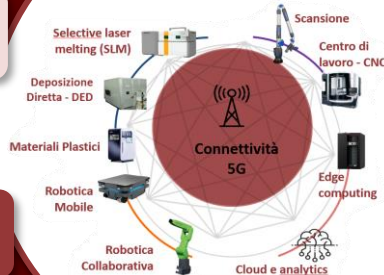 Selective laser
melting (SLM)
Scansione
Centro di
lavoro - CNC
Deposizione
Diretta - DED
Connettività
5G
Materiali Plastici
Edge
computing
Robotica
Mobile
Robotica
Collaborativa
Cloud e analytics